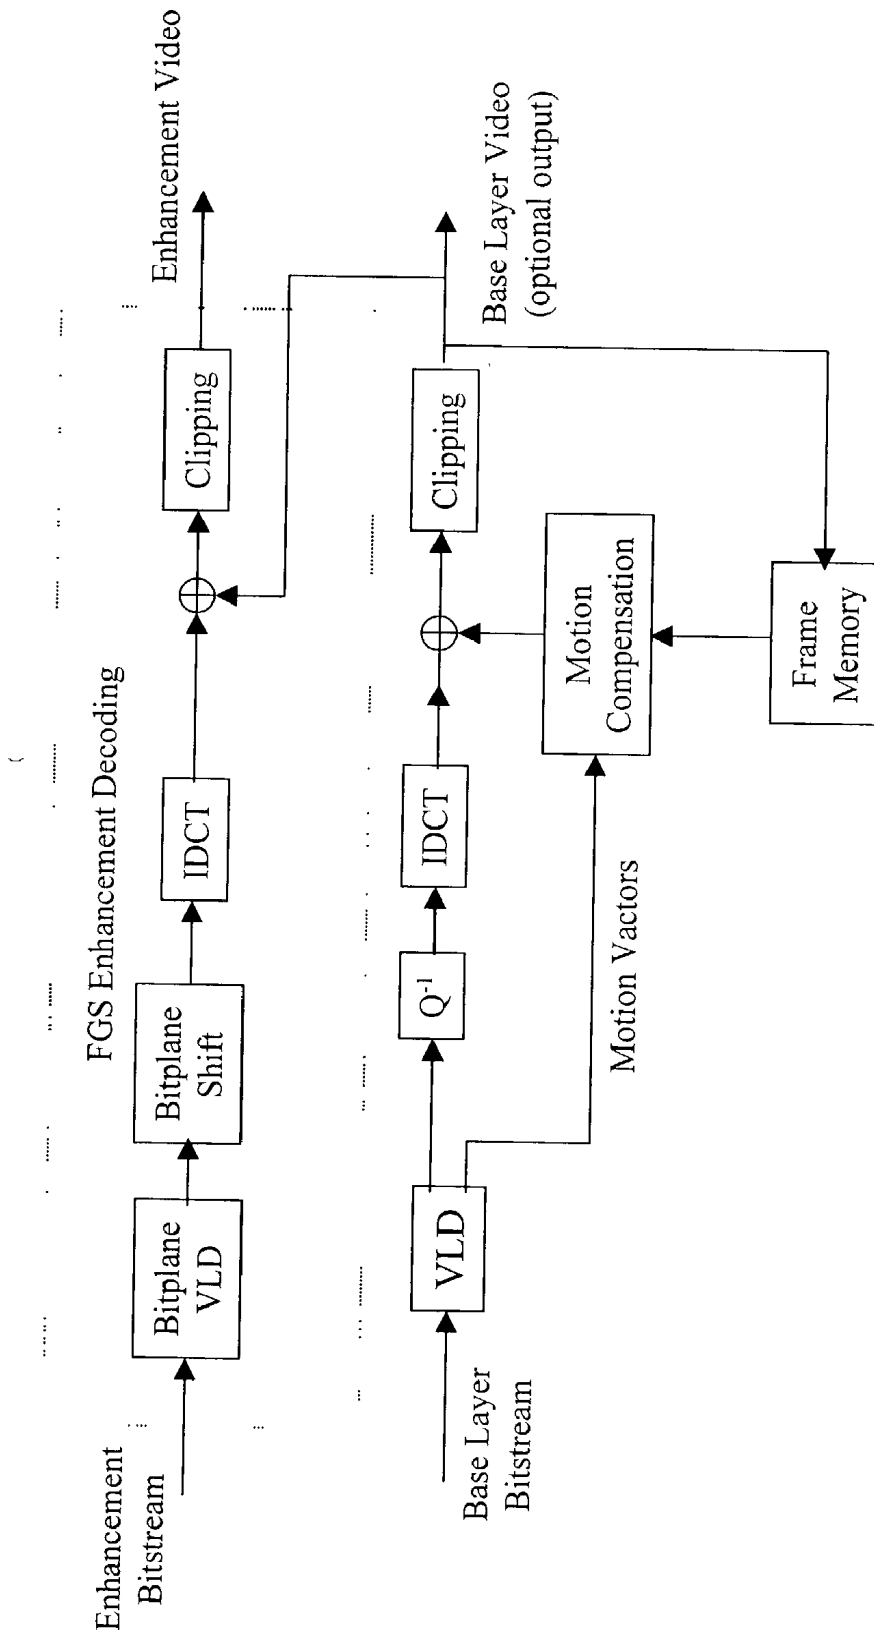 FGS Enhancement Decoding
Enhancement
Bitstream
Bitplane
VLD
Bitplane
Shift
IDCT
Clipping
Enhancement Video
Base Layer
Bitstream
VLD
Q-1
IDCT
Clipping
Base Layer Video
(optional output)
Motion Vactors
Motion
Compensation
Frame
Memory